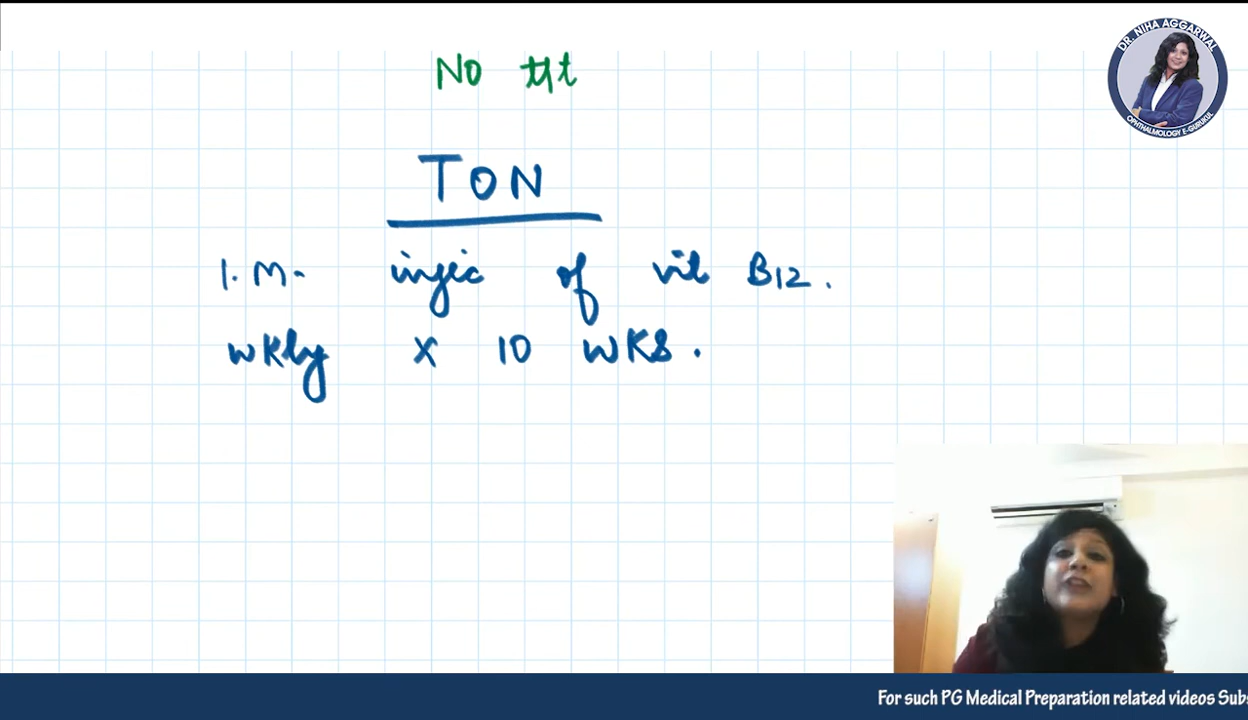 DR. NIHA AGGARWAL
OPHTHALMOLOGY E-GURUKUL
NO ttt
TON
I.M. injec of vit B12.
wkly x 10 wks.
For such PG Medical Preparation related videos Subs